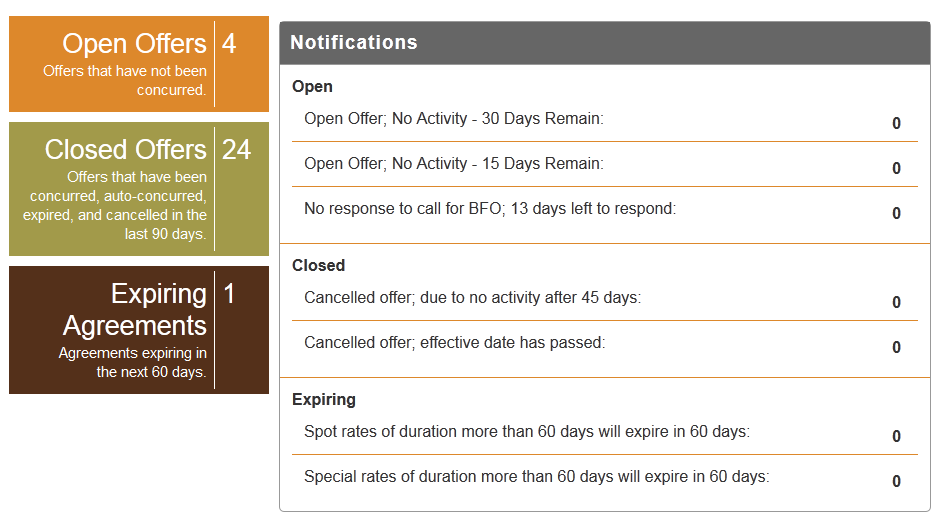 Open Offers 4
Offers that have not been
concurred.
Closed Offers 24
Offers that have been
concurred, auto-concurred,
expired, and cancelled in the
last 90 days.
Expiring 1
Agreements
Agreements expiring in
the next 60 days.
Notifications
Open
Open Offer; No Activity - 30 Days Remain: 0
Open Offer; No Activity - 15 Days Remain: 0
No response to call for BFO; 13 days left to respond: 0
Closed
Cancelled offer; due to no activity after 45 days: 0
Cancelled offer; effective date has passed: 0
Expiring
Spot rates of duration more than 60 days will expire in 60 days: 0
Special rates of duration more than 60 days will expire in 60 days: 0